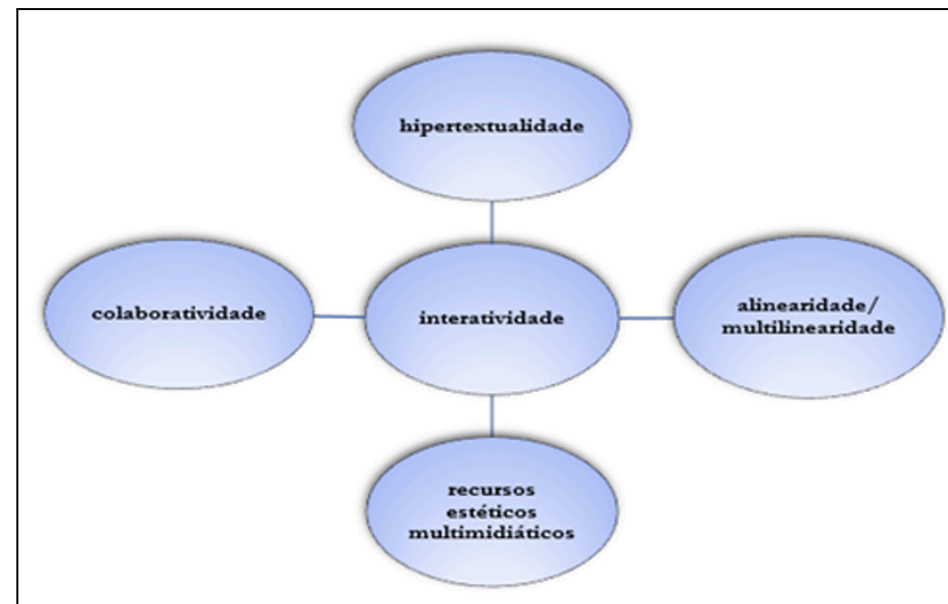 hipertextualidade
colaboratividade
interatividade
alinearidade/
multilinearidade
recursos
estéticos
multimidiáticos